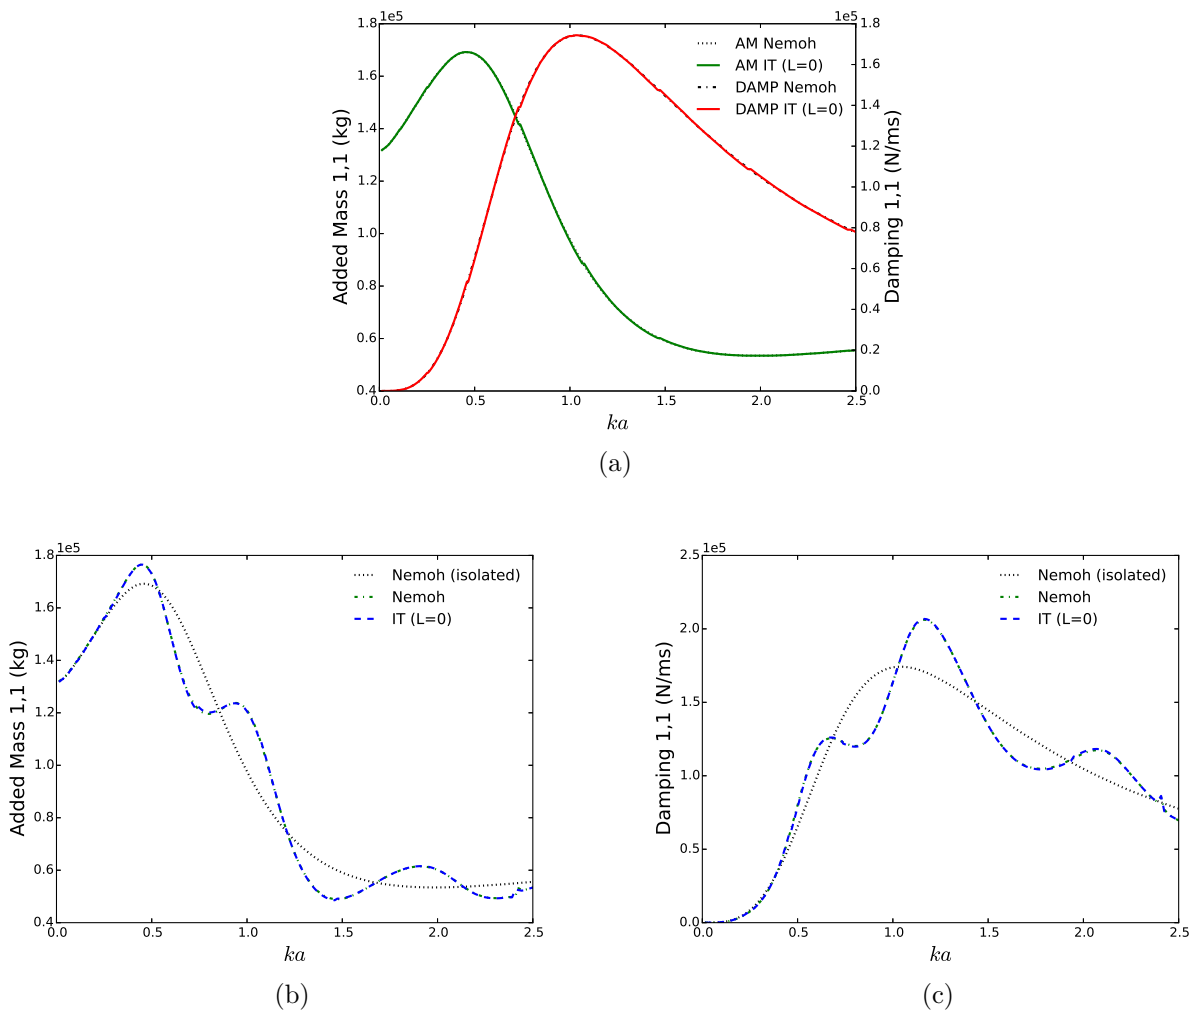 1e5 1e5
1.8 1.8
AM Nemoh
AM IT (L=0)
DAMP Nemoh
DAMP IT (L=0)
1.6 1.6
1.4 1.4
1.2 1.2
1.0 1.0
0.8 0.8
0.6 0.6
0.4 0.4
0.2
0.0
Added Mass 1,1 (kg)
Damping 1,1 (N/ms)
0.0 0.5 1.0 1.5 2.0 2.5
ka
(a)
1e5
1.8
Nemoh (isolated)
Nemoh
IT (L=0)
1.6
1.4
1.2
1.0
0.8
0.6
0.4
Added Mass 1,1 (kg)
0.0 0.5 1.0 1.5 2.0 2.5
ka
(b)
1e5
2.5
Nemoh (isolated)
Nemoh
IT (L=0)
2.0
1.5
1.0
0.5
0.0
Damping 1,1 (N/ms)
0.0 0.5 1.0 1.5 2.0 2.5
ka
(c)